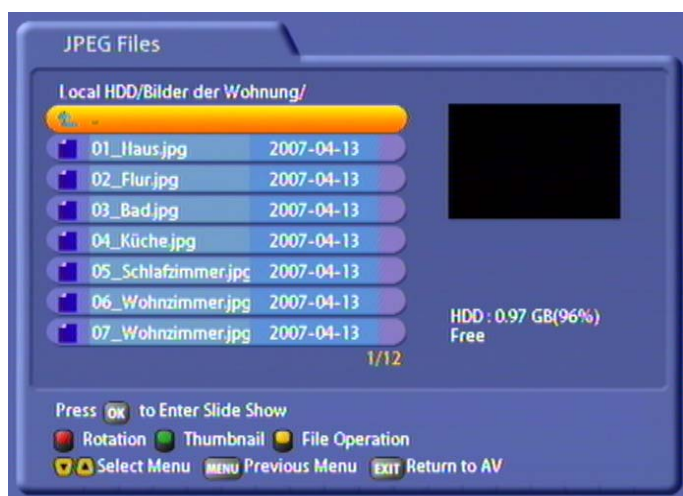 JPEG Files
Local HDD/Bilder der Wohnung/
..
01_Haus.jpg 2007-04-13
02_Flur.jpg 2007-04-13
03_Bad.jpg 2007-04-13
04_Küche.jpg 2007-04-13
05_Schlafzimmer.jpg 2007-04-13
06_Wohnzimmer.jpg 2007-04-13
07_Wohnzimmer.jpg 2007-04-13
1/12
HDD : 0.97 GB(96%)
Free
Press OK to Enter Slide Show
Rotation Thumbnail File Operation
Select Menu MENU Previous Menu EXIT Return to AV